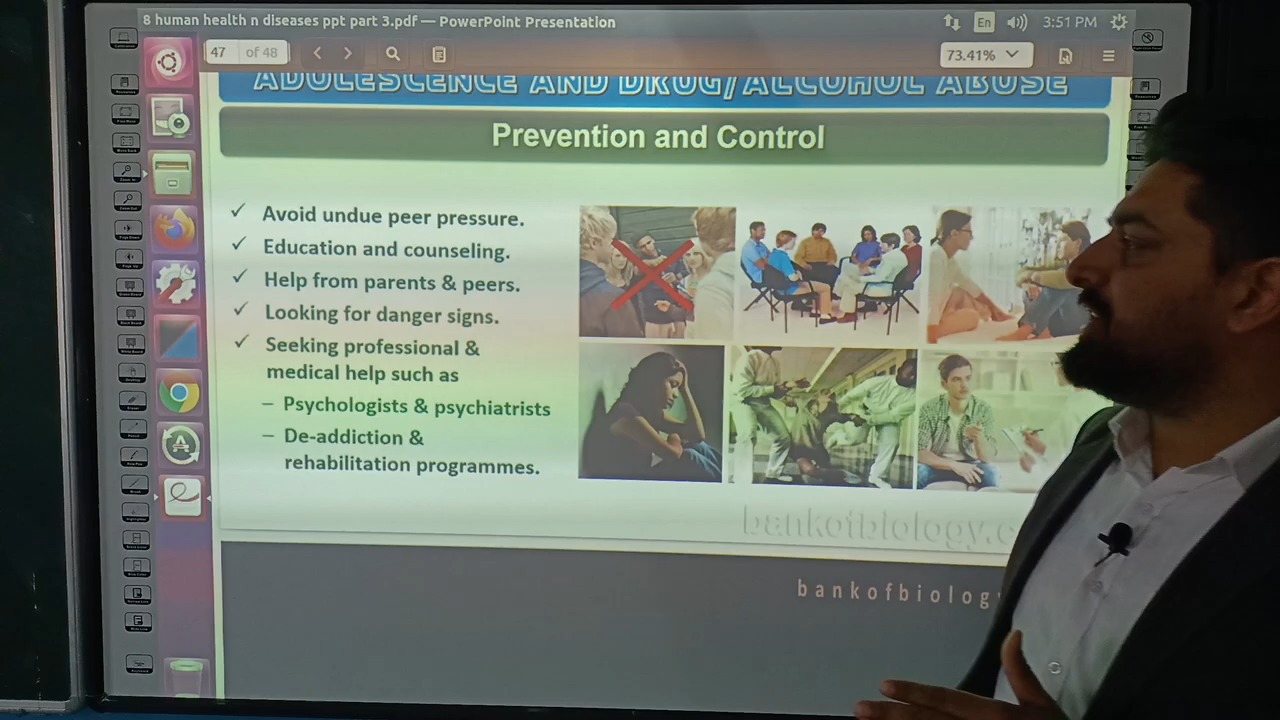 8 human health n diseases ppt part 3.pdf — PowerPoint Presentation
En
3:51 PM
47 of 48
73.41%
ADOLESCENCE AND DRUG/ALCOHOL ABUSE
Prevention and Control
✓ Avoid undue peer pressure.
✓ Education and counseling.
✓ Help from parents & peers.
✓ Looking for danger signs.
✓ Seeking professional &
medical help such as
– Psychologists & psychiatrists
– De-addiction &
rehabilitation programmes.
bankofbiology.c
bankofbiology